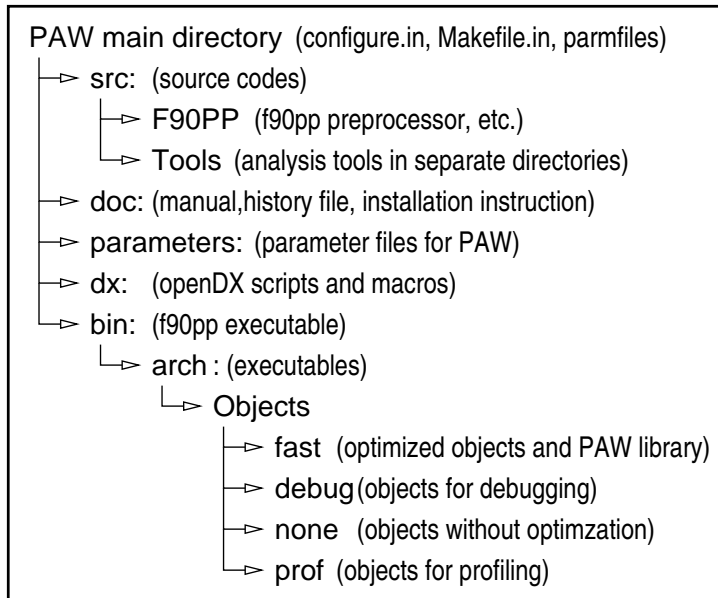 PAW main directory (configure.in, Makefile.in, parmfiles)
src: (source codes)
F90PP (f90pp preprocessor, etc.)
Tools (analysis tools in separate directories)
doc: (manual,history file, installation instruction)
parameters: (parameter files for PAW)
dx: (openDX scripts and macros)
bin: (f90pp executable)
arch : (executables)
Objects
fast (optimized objects and PAW library)
debug(objects for debugging)
none (objects without optimzation)
prof (objects for profiling)